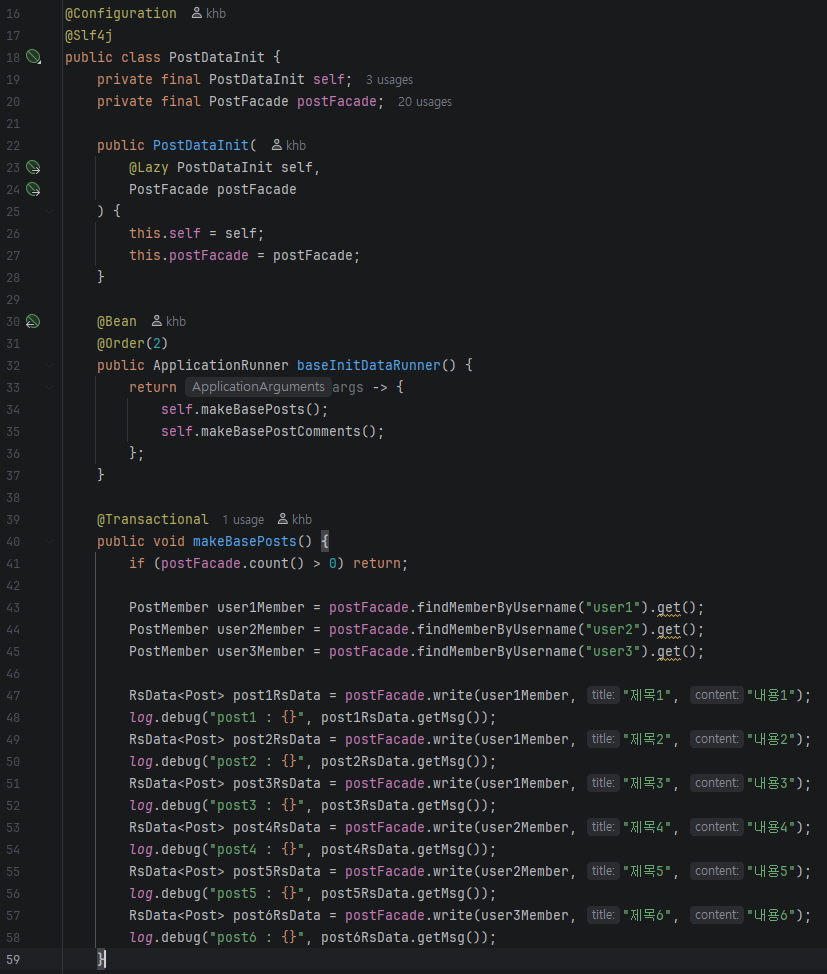 16 @Configuration khb
17 @Slf4j
18 public class PostDataInit {
19 private final PostDataInit self; 3 usages
20 private final PostFacade postFacade; 20 usages
21
22 public PostDataInit( khb
23 @Lazy PostDataInit self,
24 PostFacade postFacade
25 ) {
26 this.self = self;
27 this.postFacade = postFacade;
28 }
29
30 @Bean khb
31 @Order(2)
32 public ApplicationRunner baseInitDataRunner() {
33 return ApplicationArguments args -> {
34 self.makeBasePosts();
35 self.makeBasePostComments();
36 };
37 }
38
39 @Transactional 1 usage khb
40 public void makeBasePosts() {
41 if (postFacade.count() > 0) return;
42
43 PostMember user1Member = postFacade.findMemberByUsername("user1").get();
44 PostMember user2Member = postFacade.findMemberByUsername("user2").get();
45 PostMember user3Member = postFacade.findMemberByUsername("user3").get();
46
47 RsData<Post> post1RsData = postFacade.write(user1Member, title: "제목1", content: "내용1");
48 log.debug("post1 : {}", post1RsData.getMsg());
49 RsData<Post> post2RsData = postFacade.write(user1Member, title: "제목2", content: "내용2");
50 log.debug("post2 : {}", post2RsData.getMsg());
51 RsData<Post> post3RsData = postFacade.write(user1Member, title: "제목3", content: "내용3");
52 log.debug("post3 : {}", post3RsData.getMsg());
53 RsData<Post> post4RsData = postFacade.write(user2Member, title: "제목4", content: "내용4");
54 log.debug("post4 : {}", post4RsData.getMsg());
55 RsData<Post> post5RsData = postFacade.write(user2Member, title: "제목5", content: "내용5");
56 log.debug("post5 : {}", post5RsData.getMsg());
57 RsData<Post> post6RsData = postFacade.write(user3Member, title: "제목6", content: "내용6");
58 log.debug("post6 : {}", post6RsData.getMsg());
59 }